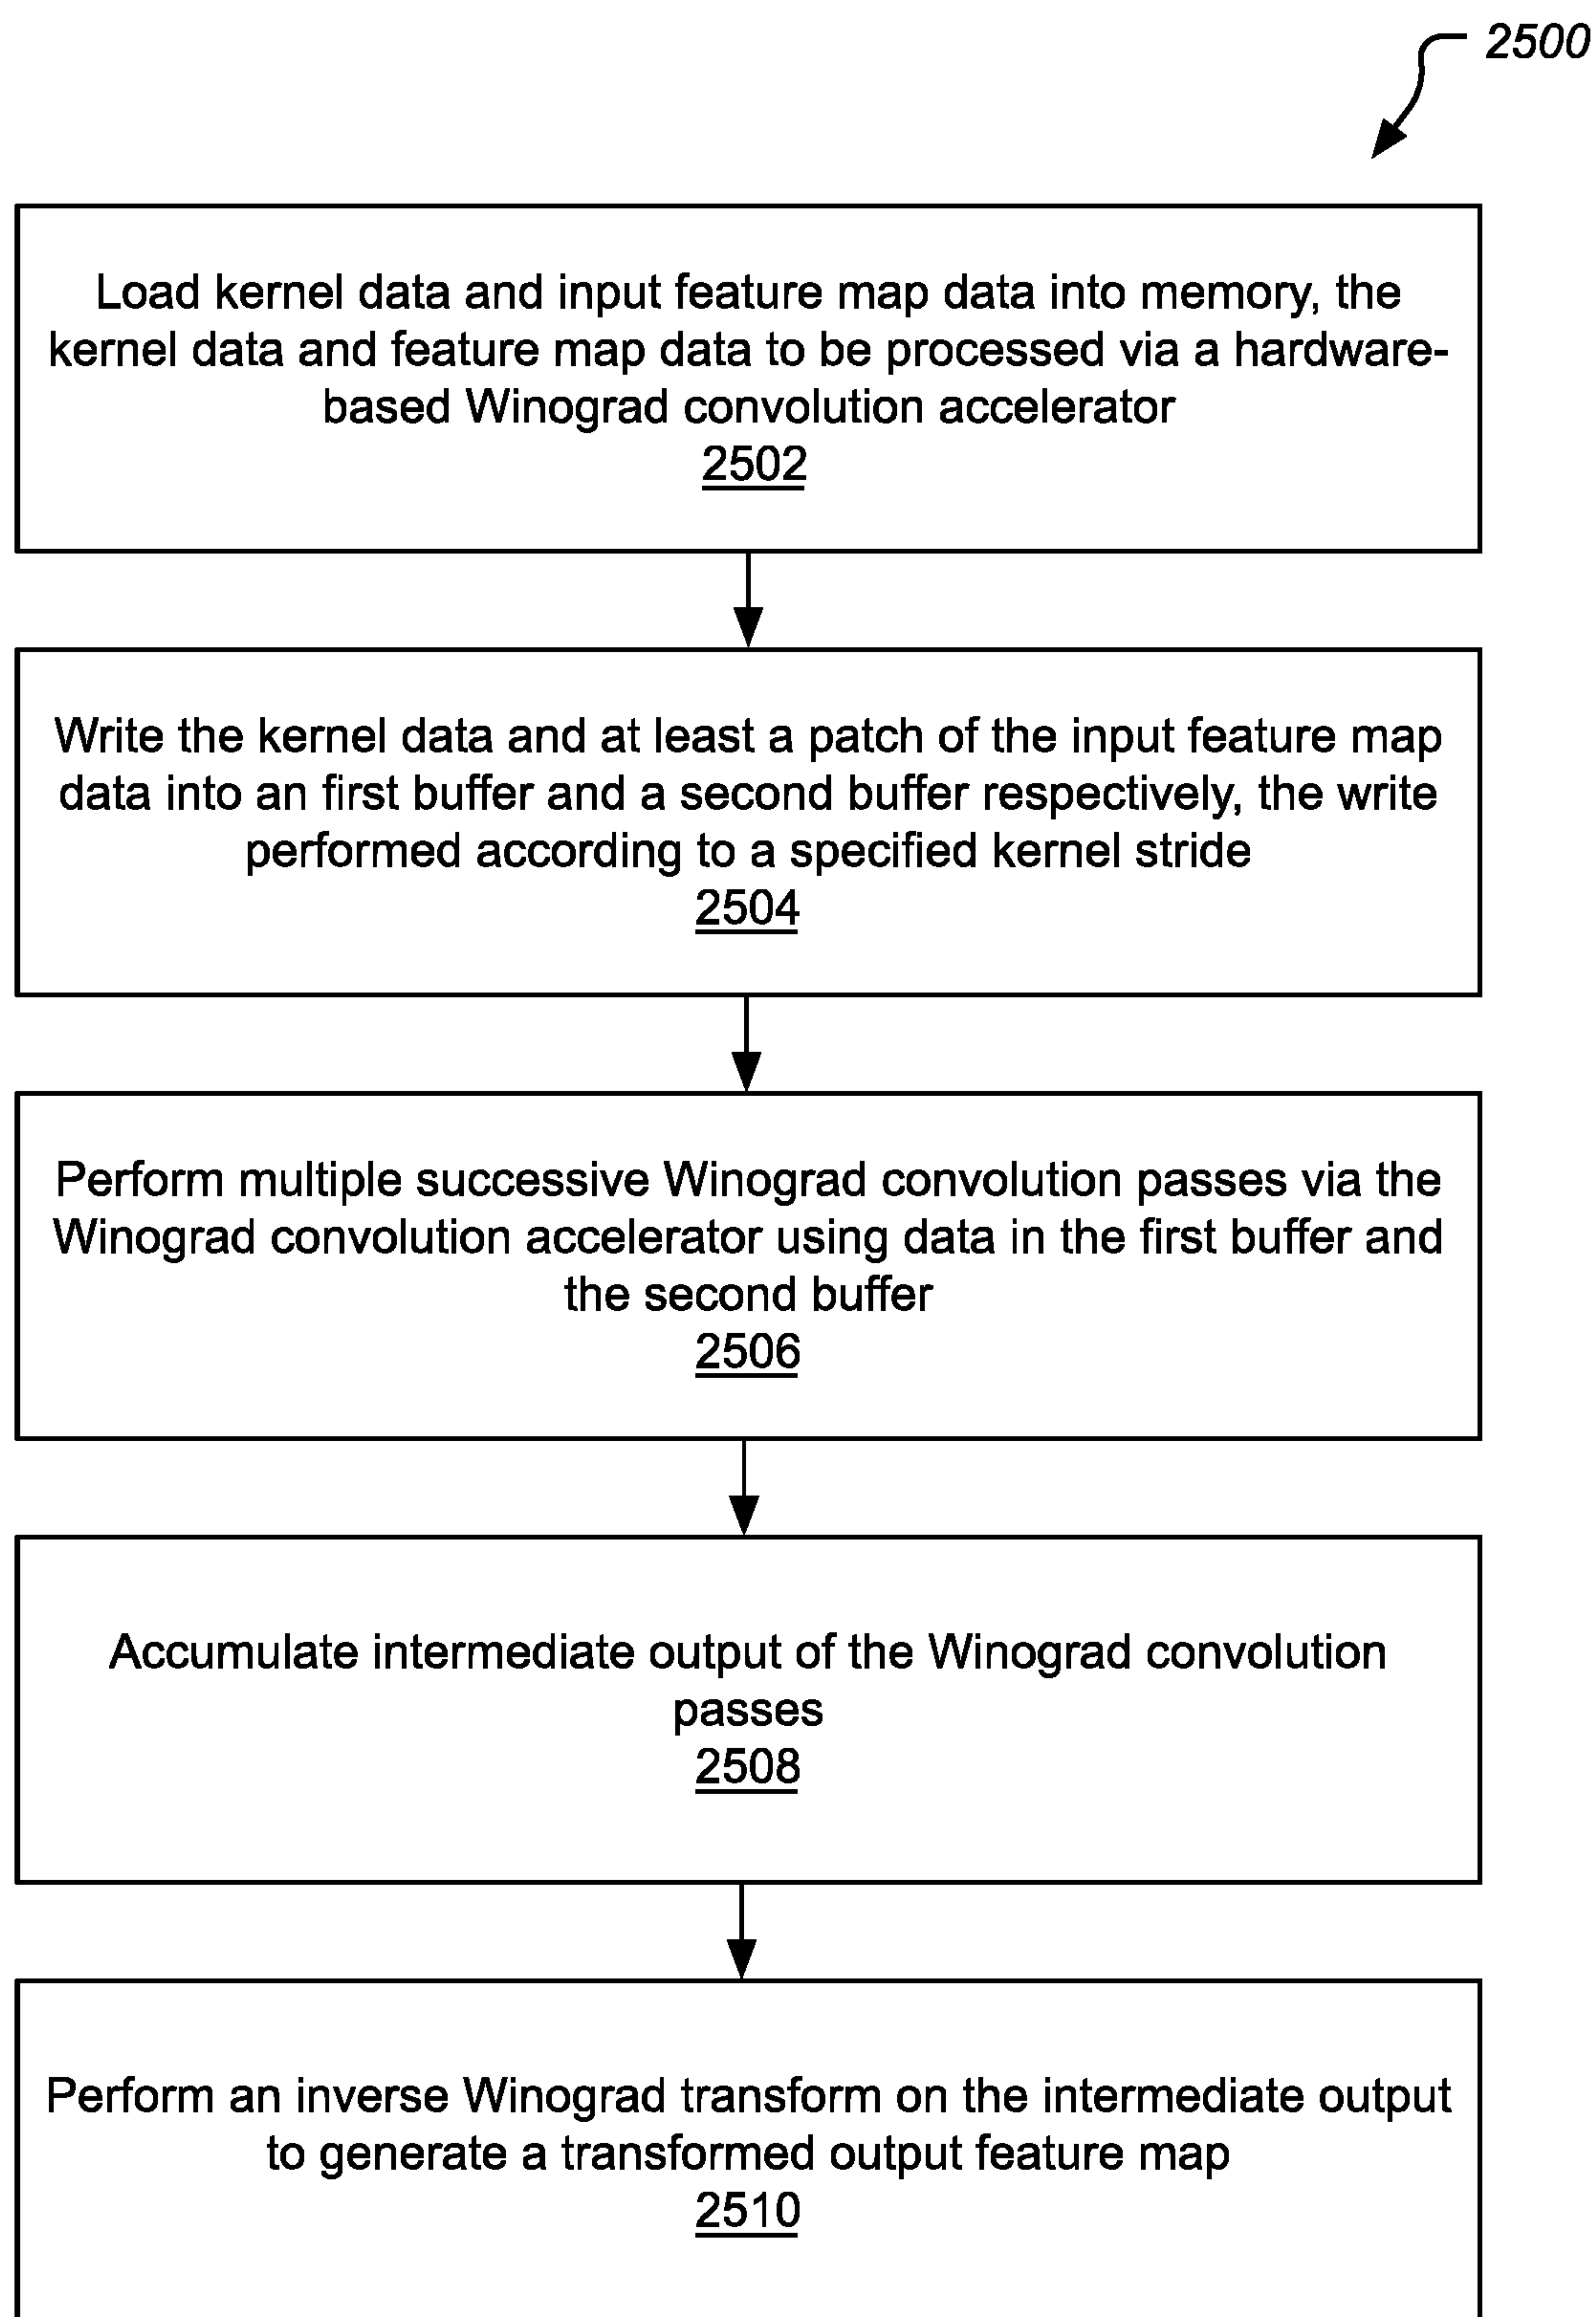 2500
Load kernel data and input feature map data into memory, the
kernel data and feature map data to be processed via a hardware-
based Winograd convolution accelerator
2502
Write the kernel data and at least a patch of the input feature map
data into an first buffer and a second buffer respectively, the write
performed according to a specified kernel stride
2504
Perform multiple successive Winograd convolution passes via the
Winograd convolution accelerator using data in the first buffer and
the second buffer
2506
Accumulate intermediate output of the Winograd convolution
passes
2508
Perform an inverse Winograd transform on the intermediate output
to generate a transformed output feature map
2510